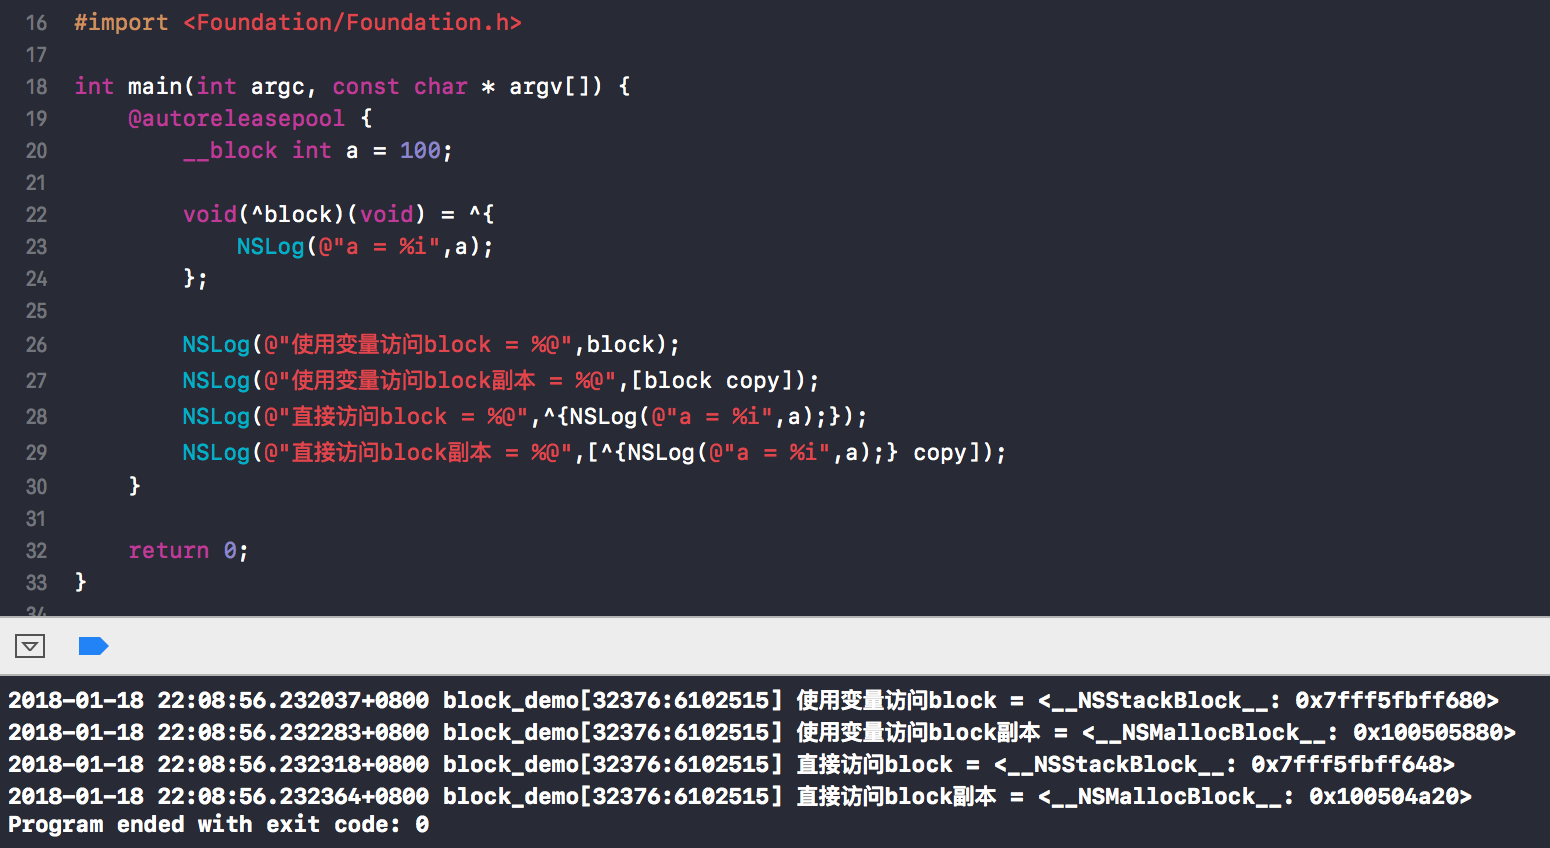 16 #import <Foundation/Foundation.h>
17
18 int main(int argc, const char * argv[]) {
19     @autoreleasepool {
20         __block int a = 100;
21
22         void(^block)(void) = ^{
23             NSLog(@"a = %i",a);
24         };
25
26         NSLog(@"使用变量访问block = %@",block);
27         NSLog(@"使用变量访问block副本 = %@",[block copy]);
28         NSLog(@"直接访问block = %@",^{NSLog(@"a = %i",a);});
29         NSLog(@"直接访问block副本 = %@",[^{NSLog(@"a = %i",a);} copy]);
30     }
31
32     return 0;
33 }
34
2018-01-18 22:08:56.232037+0800 block_demo[32376:6102515] 使用变量访问block = <__NSStackBlock__: 0x7fff5fbff680>
2018-01-18 22:08:56.232283+0800 block_demo[32376:6102515] 使用变量访问block副本 = <__NSMallocBlock__: 0x100505880>
2018-01-18 22:08:56.232318+0800 block_demo[32376:6102515] 直接访问block = <__NSStackBlock__: 0x7fff5fbff648>
2018-01-18 22:08:56.232364+0800 block_demo[32376:6102515] 直接访问block副本 = <__NSMallocBlock__: 0x100504a20>
Program ended with exit code: 0